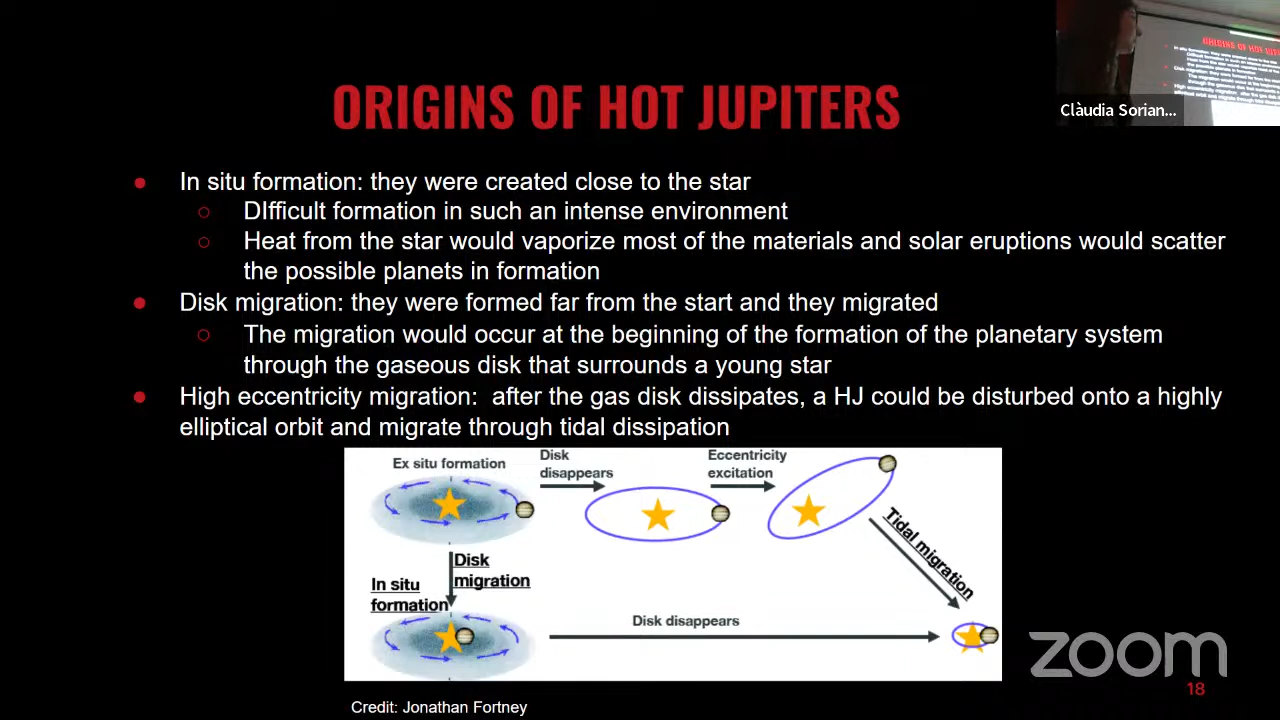 ORIGINS OF HOT JUPITERS
Clàudia Sorian...
● In situ formation: they were created close to the star
○ DIfficult formation in such an intense environment
○ Heat from the star would vaporize most of the materials and solar eruptions would scatter
the possible planets in formation
● Disk migration: they were formed far from the start and they migrated
○ The migration would occur at the beginning of the formation of the planetary system
through the gaseous disk that surrounds a young star
● High eccentricity migration:  after the gas disk dissipates, a HJ could be disturbed onto a highly
elliptical orbit and migrate through tidal dissipation
Ex situ formation
Disk
disappears
Eccentricity
excitation
Tidal migration
Disk
migration
In situ
formation
Disk disappears
zoom
18
Credit: Jonathan Fortney